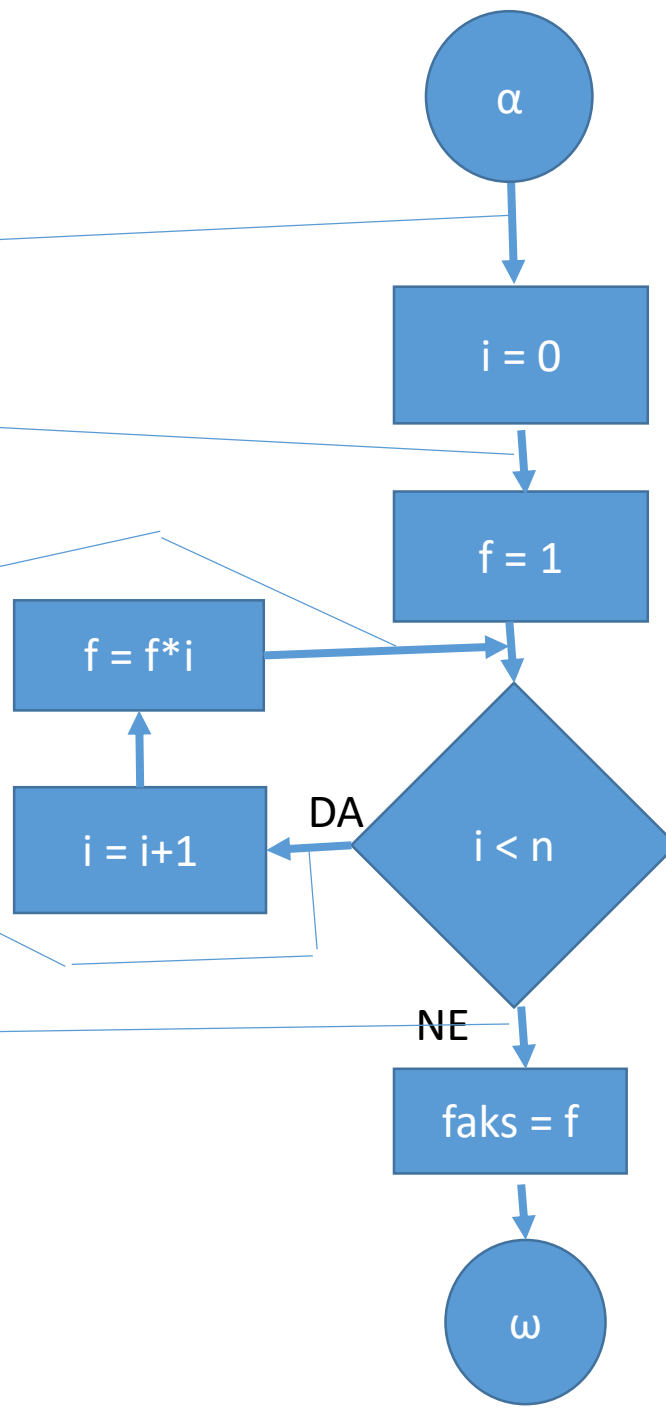 α
i = 0
f = 1
f = f*i
DA
i = i+1
i < n
NE
faks = f
ω